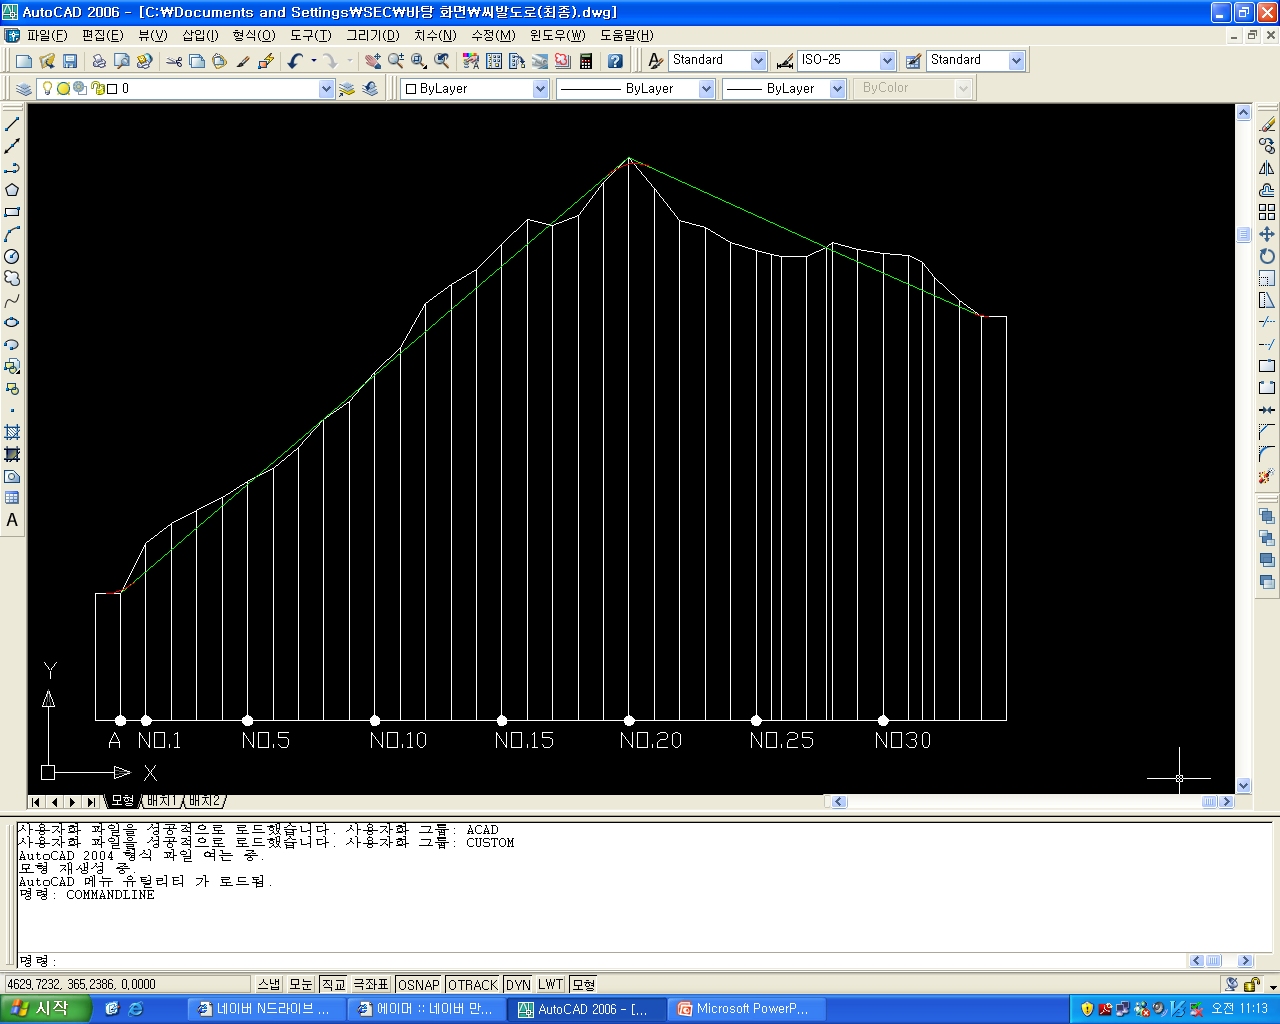 AutoCAD 2006 - [C:₩Documents and Settings₩SEC₩바탕 화면₩씨발도로(최종).dwg]
파일(F) 편집(E) 뷰(V) 삽입(I) 형식(O) 도구(T) 그리기(D) 치수(N) 수정(M) 윈도우(W) 도움말(H)
Standard ISO-25 Standard
0 ByLayer ByLayer ByLayer ByColor
A NO.1 NO.5 NO.10 NO.15 NO.20 NO.25 NO30
Y
X
모형 배치1 배치2
사용자화 파일을 성공적으로 로드했습니다. 사용자화 그룹: ACAD
사용자화 파일을 성공적으로 로드했습니다. 사용자화 그룹: CUSTOM
AutoCAD 2004 형식 파일 여는 중.
모형 재생성 중.
AutoCAD 메뉴 유틸리티 가 로드됨.
명령: COMMANDLINE
명령:
4629,7232, 365,2386, 0,0000 스냅 모눈 직교 극좌표 OSNAP OTRACK DYN LWT 모형
시작 네이버 N드라이브 ... 에이머 :: 네이버 만... AutoCAD 2006 - [... Microsoft PowerP... 오전 11:13